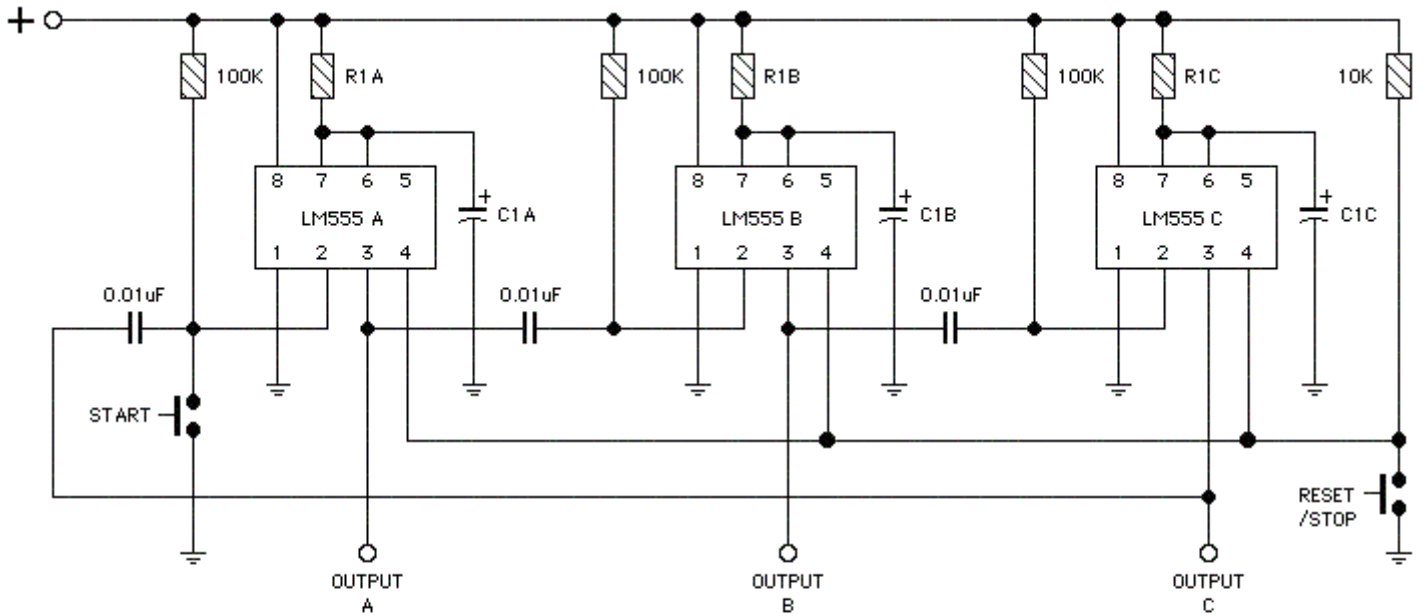 +
100K
R1A
100K
R1B
100K
R1C
10K
8 7 6 5
LM555 A
1 2 3 4
+
C1A
8 7 6 5
LM555 B
1 2 3 4
+
C1B
8 7 6 5
LM555 C
1 2 3 4
+
C1C
0.01uF
0.01uF
0.01uF
START
RESET
/STOP
OUTPUT
A
OUTPUT
B
OUTPUT
C